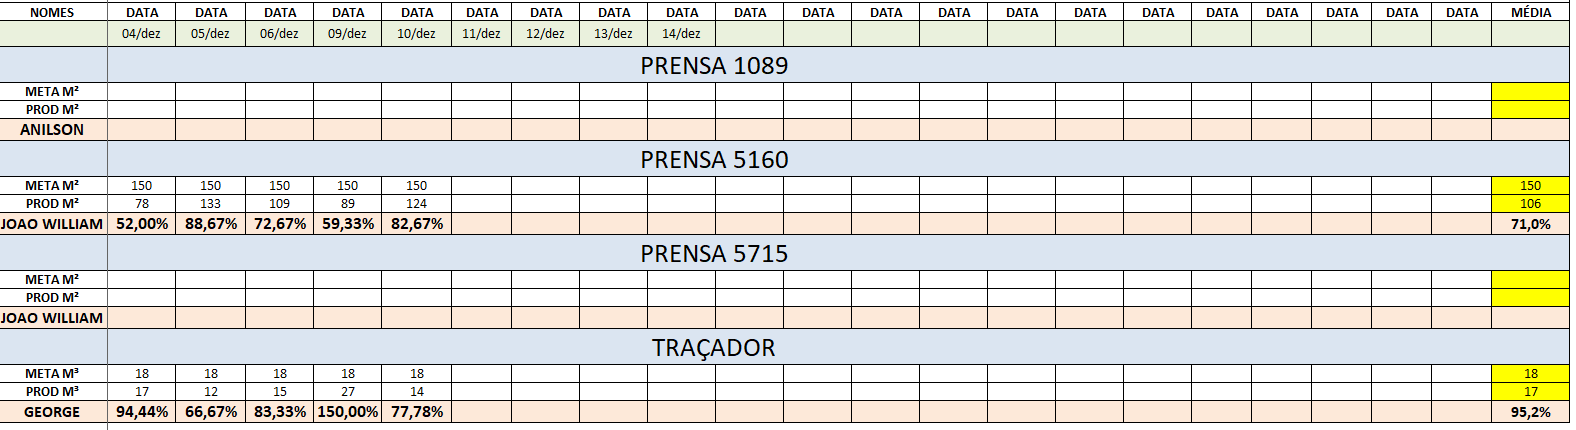 NOMES DATA DATA DATA DATA DATA DATA DATA DATA DATA DATA DATA DATA DATA DATA DATA DATA DATA DATA DATA DATA DATA MÉDIA
04/dez 05/dez 06/dez 09/dez 10/dez 11/dez 12/dez 13/dez 14/dez
PRENSA 1089
META M²
PROD M²
ANILSON
PRENSA 5160
META M² 150 150 150 150 150 150
PROD M² 78 133 109 89 124 106
JOAO WILLIAM 52,00% 88,67% 72,67% 59,33% 82,67% 71,0%
PRENSA 5715
META M²
PROD M²
JOAO WILLIAM
TRAÇADOR
META M³ 18 18 18 18 18 18
PROD M³ 17 12 15 27 14 17
GEORGE 94,44% 66,67% 83,33% 150,00% 77,78% 95,2%